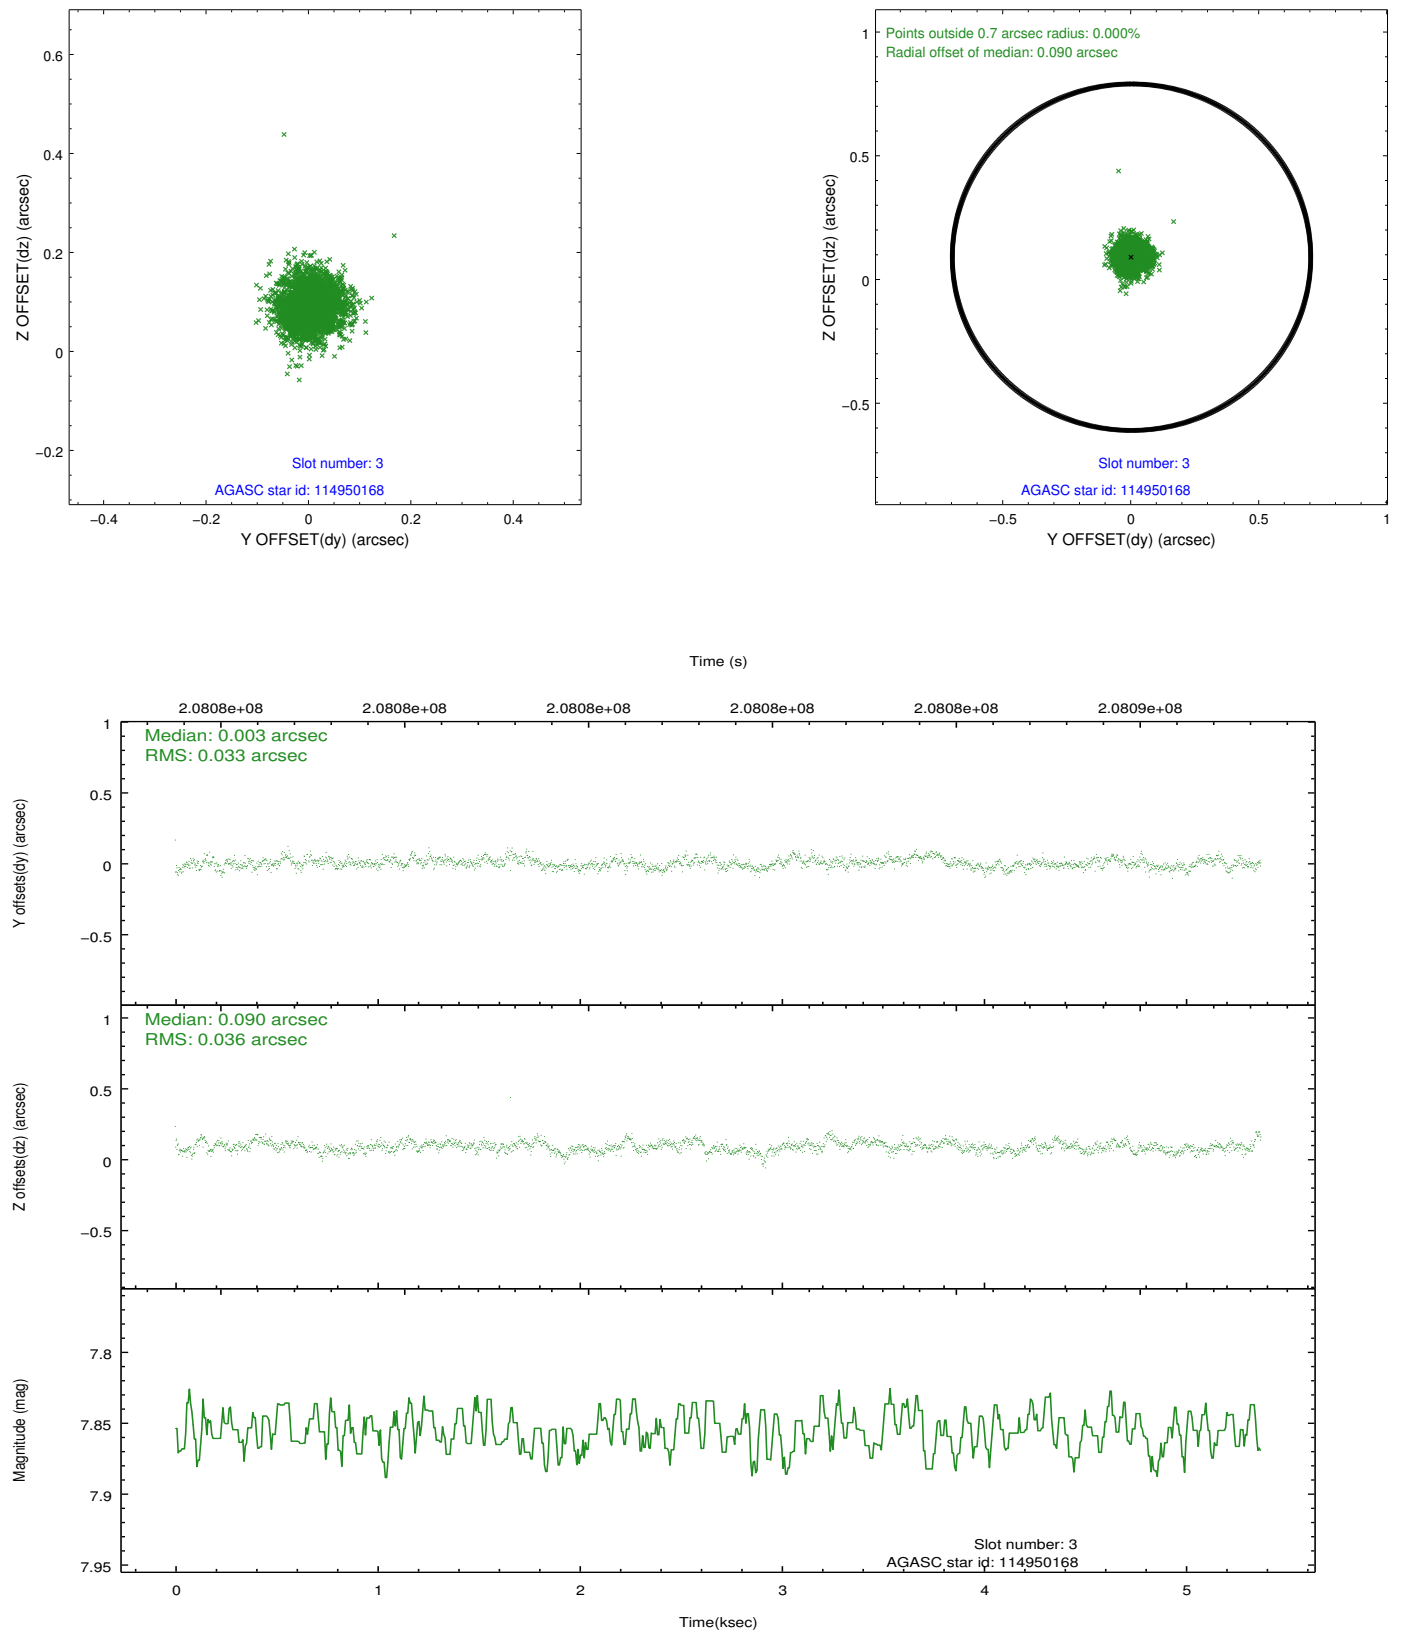 0.6
0.4
0.2
0
−0.2
Z OFFSET(dz) (arcsec)
Slot number: 3
AGASC star id: 114950168
−0.4 −0.2 0 0.2 0.4
Y OFFSET(dy) (arcsec)
Points outside 0.7 arcsec radius: 0.000%
Radial offset of median: 0.090 arcsec
1
0.5
0
−0.5
Z OFFSET(dz) (arcsec)
Slot number: 3
AGASC star id: 114950168
−0.5 0 0.5 1
Y OFFSET(dy) (arcsec)
Time (s)
2.0808e+08 2.0808e+08 2.0808e+08 2.0808e+08 2.0808e+08 2.0809e+08
Median: 0.003 arcsec
RMS: 0.033 arcsec
1
0.5
0
−0.5
Y offsets(dy) (arcsec)
Median: 0.090 arcsec
RMS: 0.036 arcsec
1
0.5
0
−0.5
Z offsets(dz) (arcsec)
7.8
7.85
7.9
7.95
Magnitude (mag)
Slot number: 3
AGASC star id: 114950168
0 1 2 3 4 5
Time(ksec)